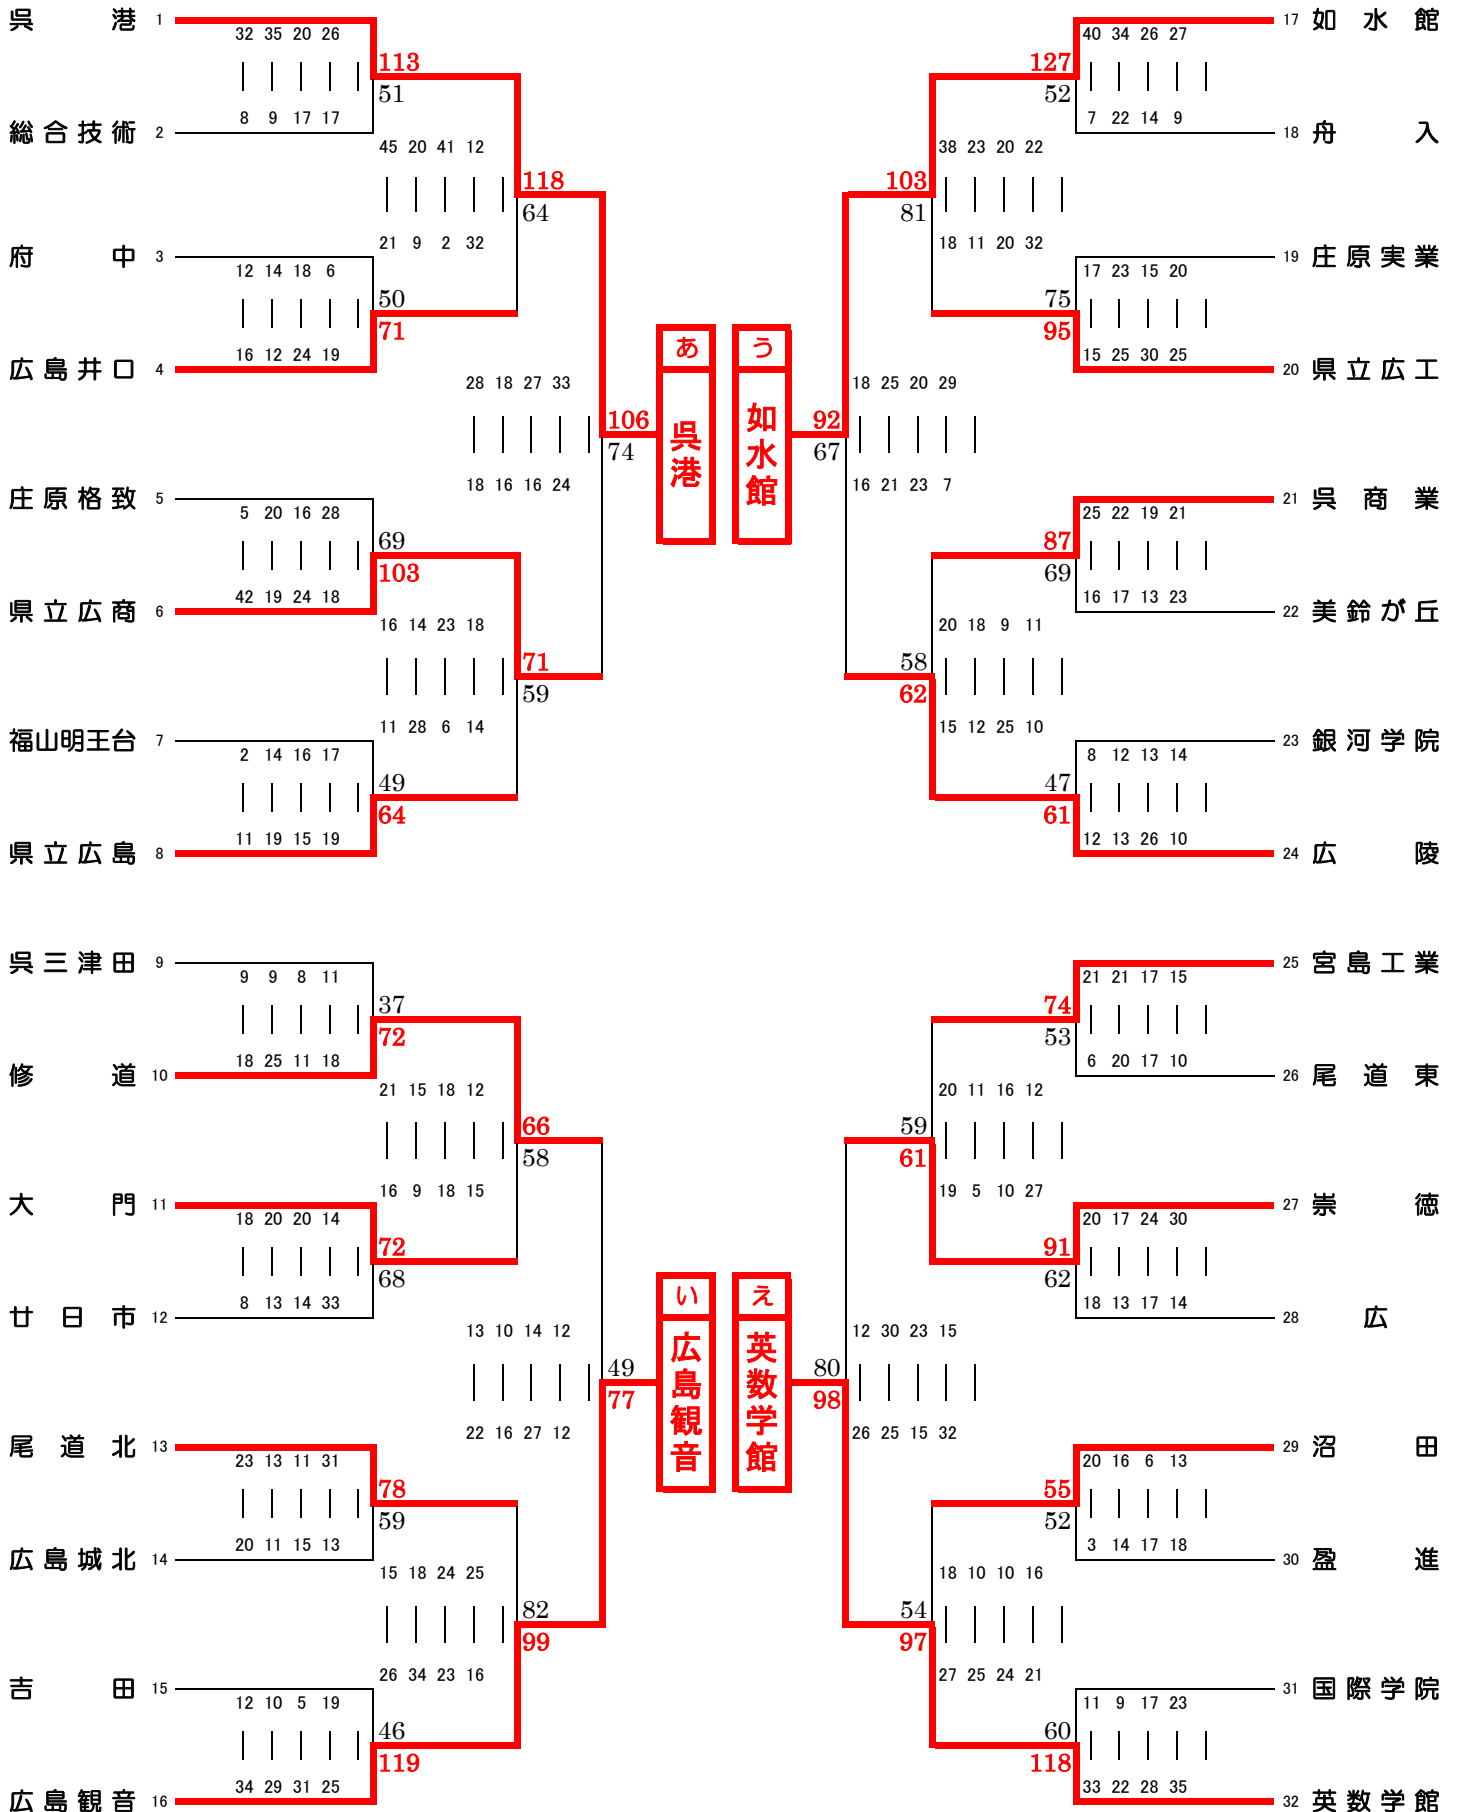 呉港 1 32 35 20 26
113
51
総合技術 2 8 9 17 17
45 20 41 12
118
64
21 9 2 32
府中 3 12 14 18 6
50
71
広島井口 4 16 12 24 19
28 18 27 33
106
74
18 16 16 24
庄原格致 5 5 20 16 28
69
103
県立広商 6 42 19 24 18
16 14 23 18
71
59
11 28 6 14
福山明王台 7 2 14 16 17
49
64
県立広島 8 11 19 15 19
あ
呉港
う
如水館
17 如水館 40 34 26 27
127
52
18 舟入 7 22 14 9
38 23 20 22
103
81
18 11 20 32
19 庄原実業 17 23 15 20
75
95
20 県立広工 15 25 30 25
18 25 20 29
92
67
16 21 23 7
21 呉商業 25 22 19 21
87
69
22 美鈴が丘 16 17 13 23
20 18 9 11
58
62
15 12 25 10
23 銀河学院 8 12 13 14
47
61
24 広陵 12 13 26 10
呉三津田 9 9 9 8 11
37
72
修道 10 18 25 11 18
21 15 18 12
66
58
16 9 18 15
大門 11 18 20 20 14
72
68
廿日市 12 8 13 14 33
13 10 14 12
49
77
22 16 27 12
尾道北 13 23 13 11 31
78
59
広島城北 14 20 11 15 13
15 18 24 25
82
99
26 34 23 16
吉田 15 12 10 5 19
46
119
広島観音 16 34 29 31 25
い
広島観音
え
英数学館
25 宮島工業 21 21 17 15
74
53
26 尾道東 6 20 17 10
20 11 16 12
59
61
19 5 10 27
27 崇徳 20 17 24 30
91
62
28 広 18 13 17 14
12 30 23 15
80
98
26 25 15 32
29 沼田 20 16 6 13
55
52
30 盈進 3 14 17 18
18 10 10 16
54
97
27 25 24 21
31 国際学院 11 9 17 23
60
118
32 英数学館 33 22 28 35